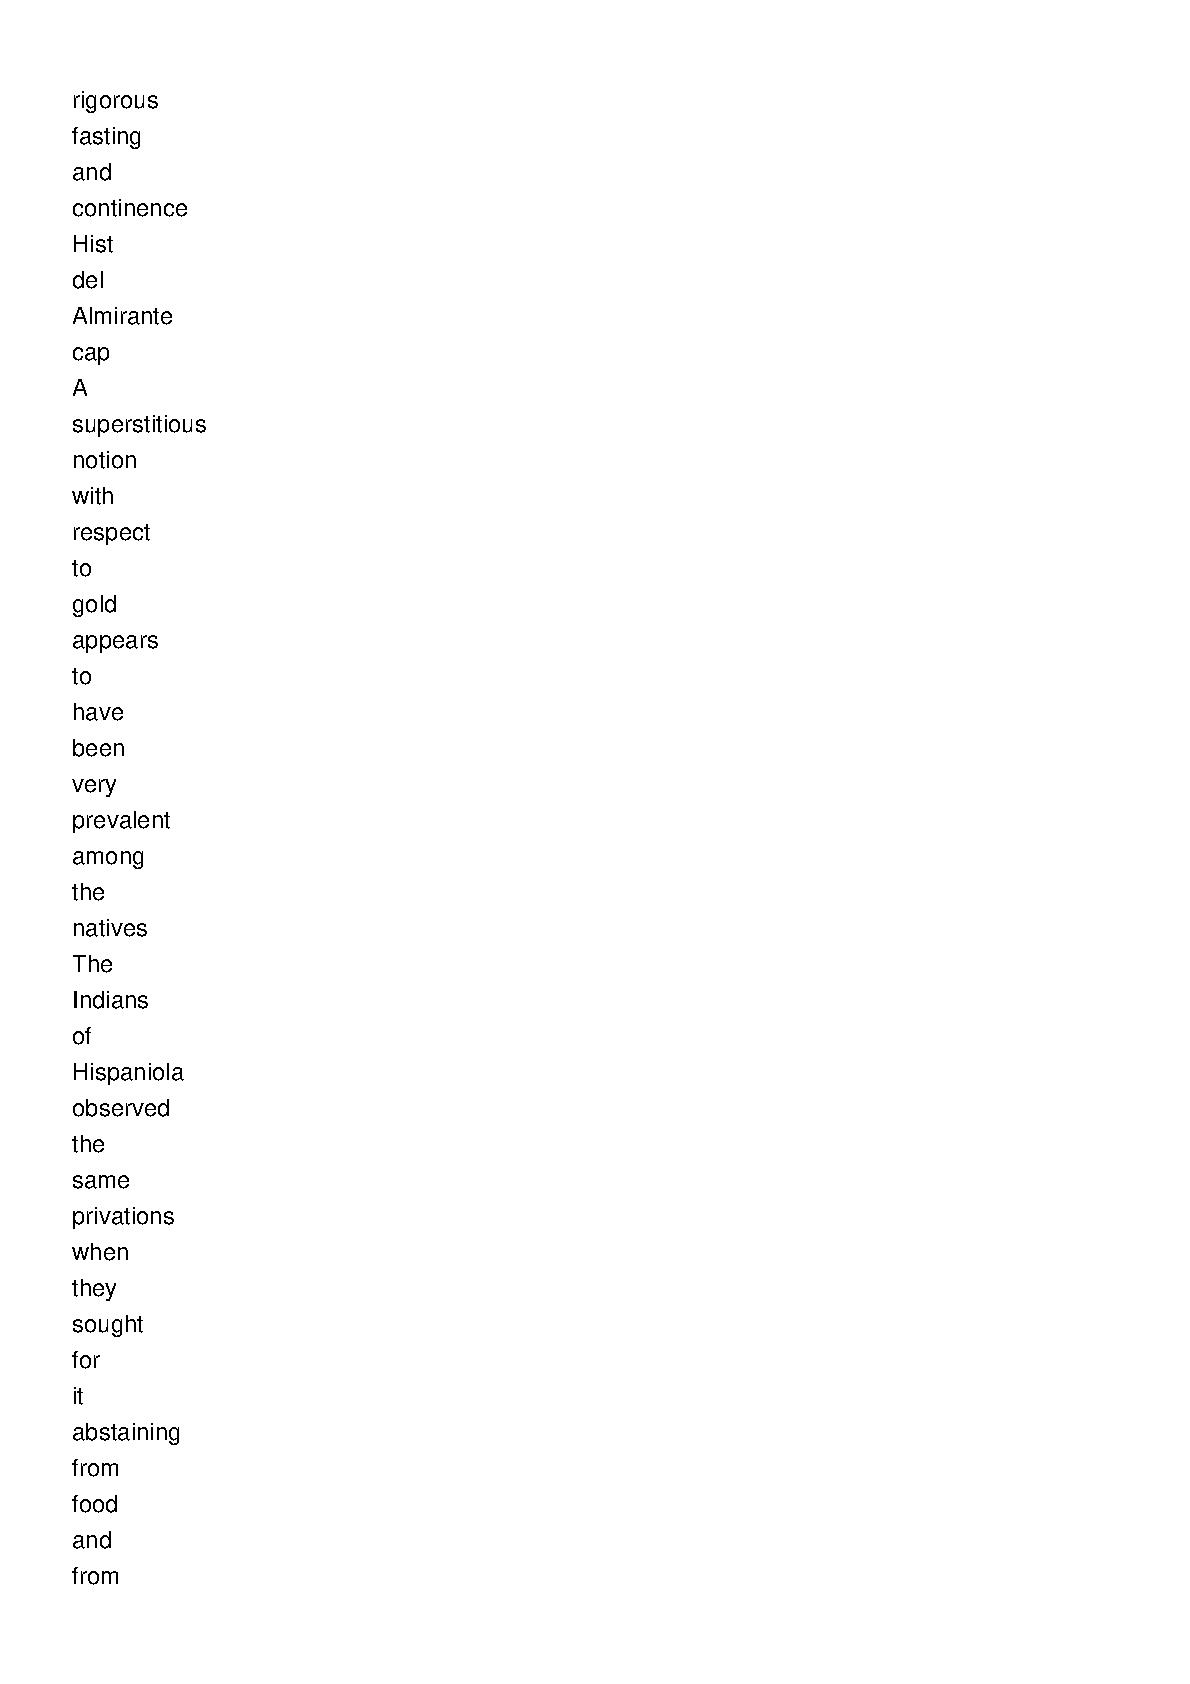 rigorous
fasting
and
continence
Hist
del
Almirante
cap
A
superstitious
notion
with
respect
to
gold
appears
to
have
been
very
prevalent
among
the
natives
The
Indians
of
Hispaniola
observed
the
same
privations
when
they
sought
for
it
abstaining
from
food
and
from